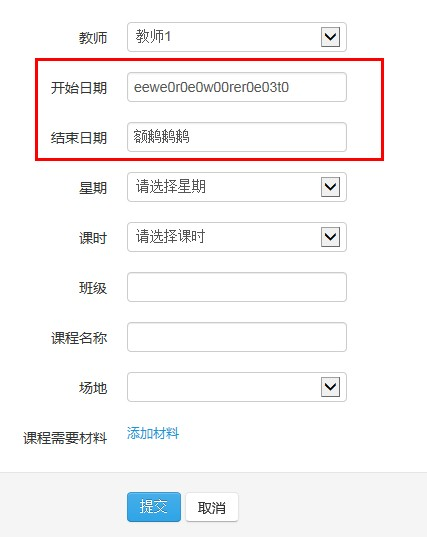 教师 教师1
开始日期 eewe0r0e0w00rer0e03t0
结束日期 额鹅鹅鹅
星期 请选择星期
课时 请选择课时
班级
课程名称
场地
课程需要材料 添加材料
提交 取消